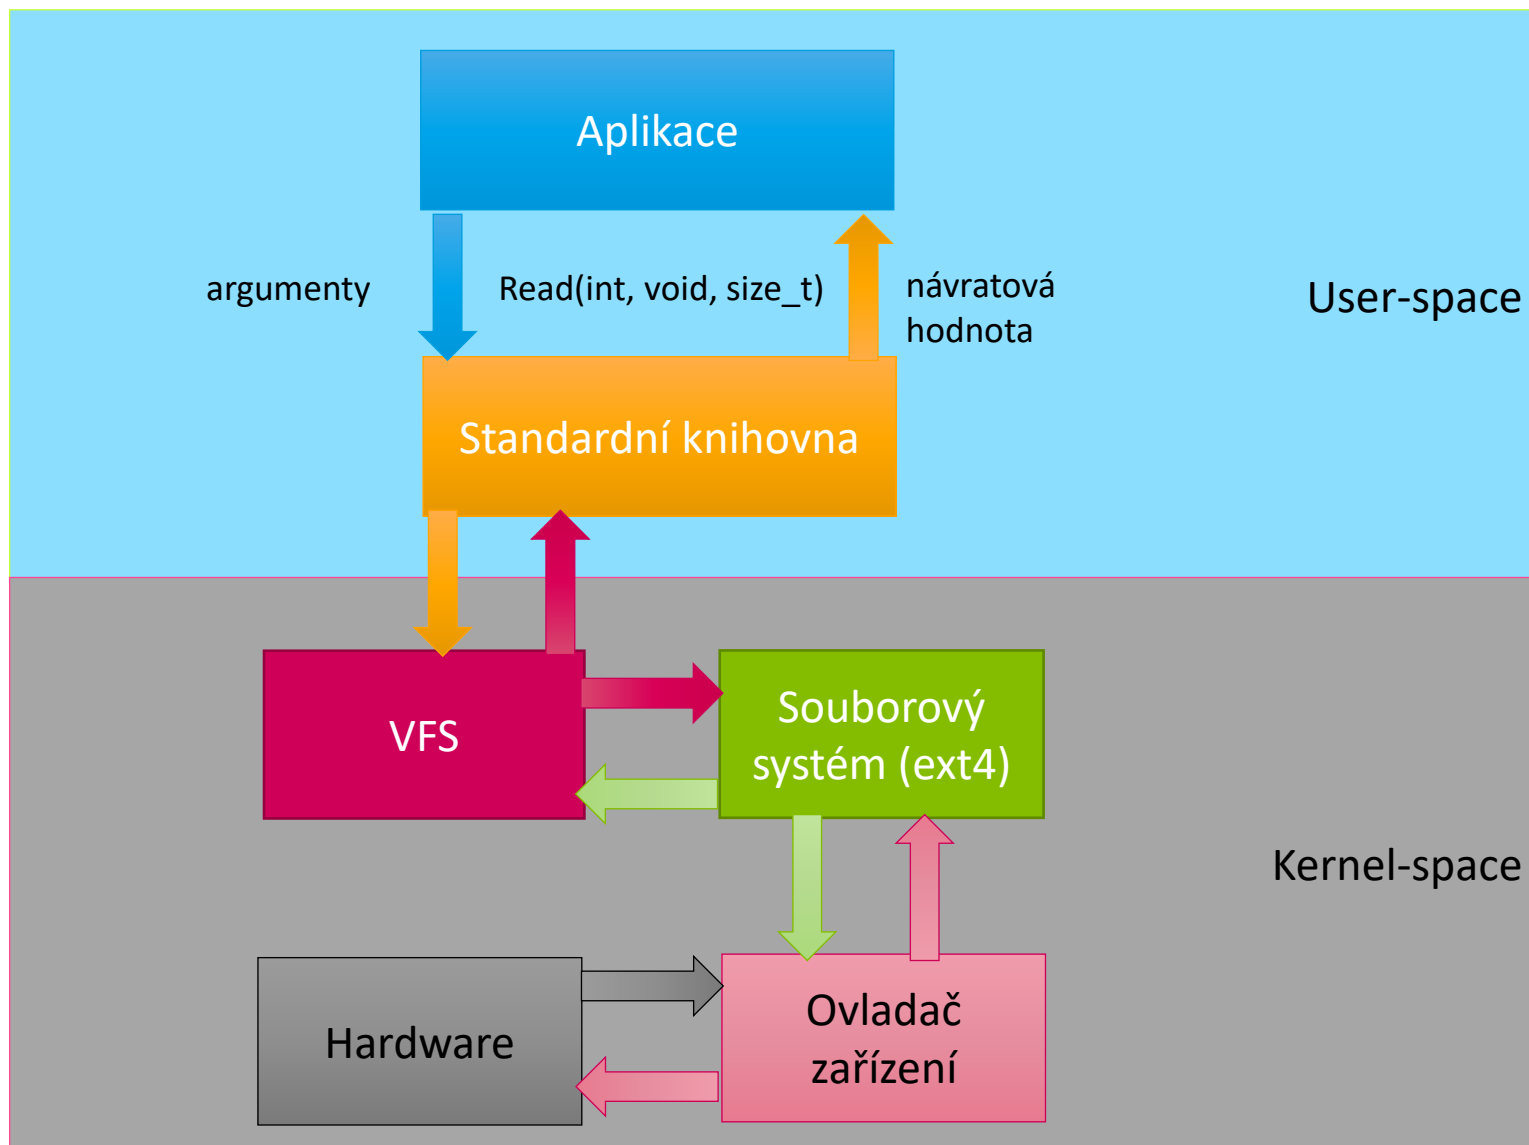 Aplikace
argumenty
Read(int, void, size_t)
návratová
hodnota
User-space
Standardní knihovna
VFS
Souborový
systém (ext4)
Kernel-space
Hardware
Ovladač
zařízení